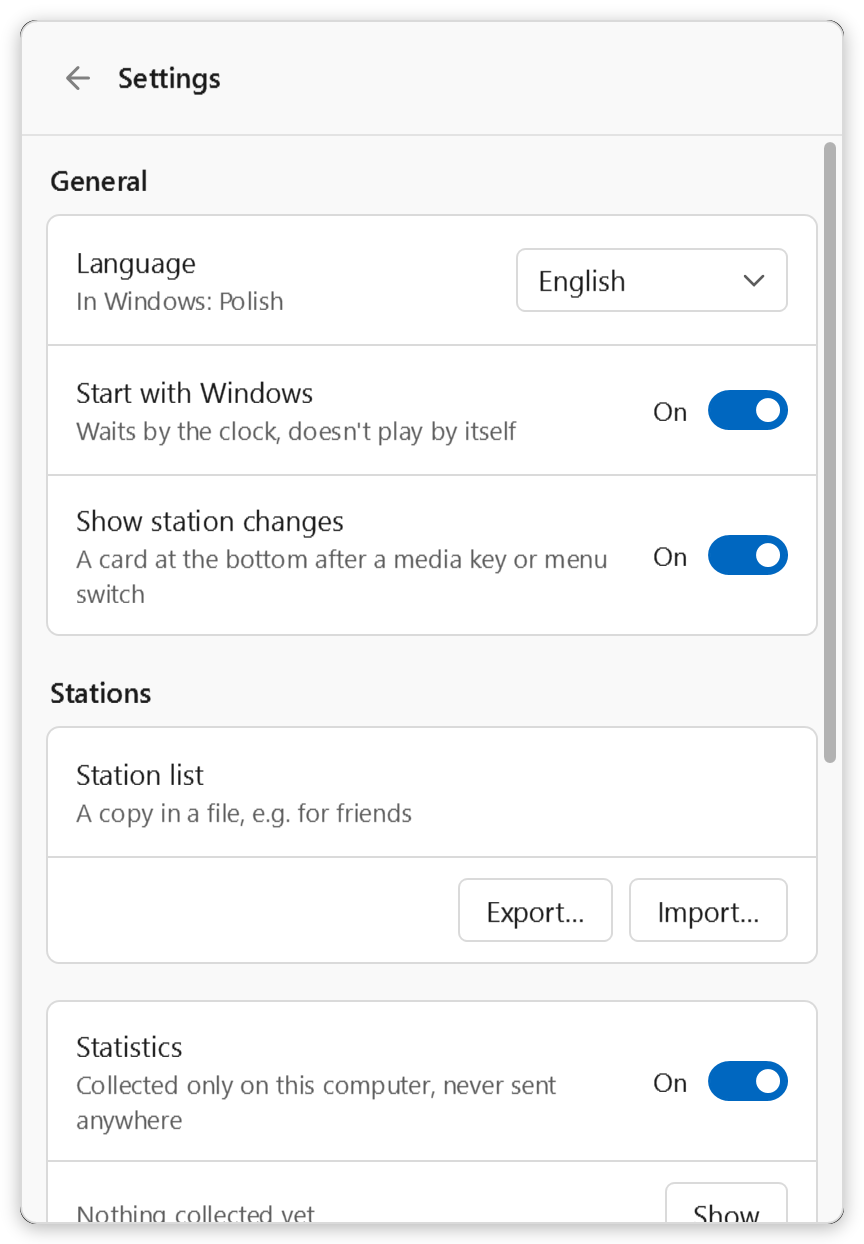 Settings
General
Language
In Windows: Polish
English
Start with Windows
Waits by the clock, doesn't play by itself
On
Show station changes
A card at the bottom after a media key or menu
switch
On
Stations
Station list
A copy in a file, e.g. for friends
Export...
Import...
Statistics
Collected only on this computer, never sent
anywhere
On
Nothing collected yet
Show